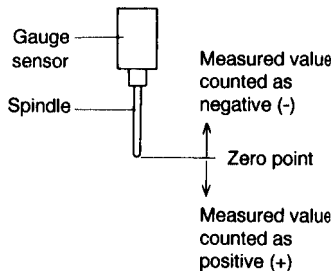 Gauge
sensor
Spindle
Measured value
counted as
negative (-)
Zero point
Measured value
counted as
positive (+)